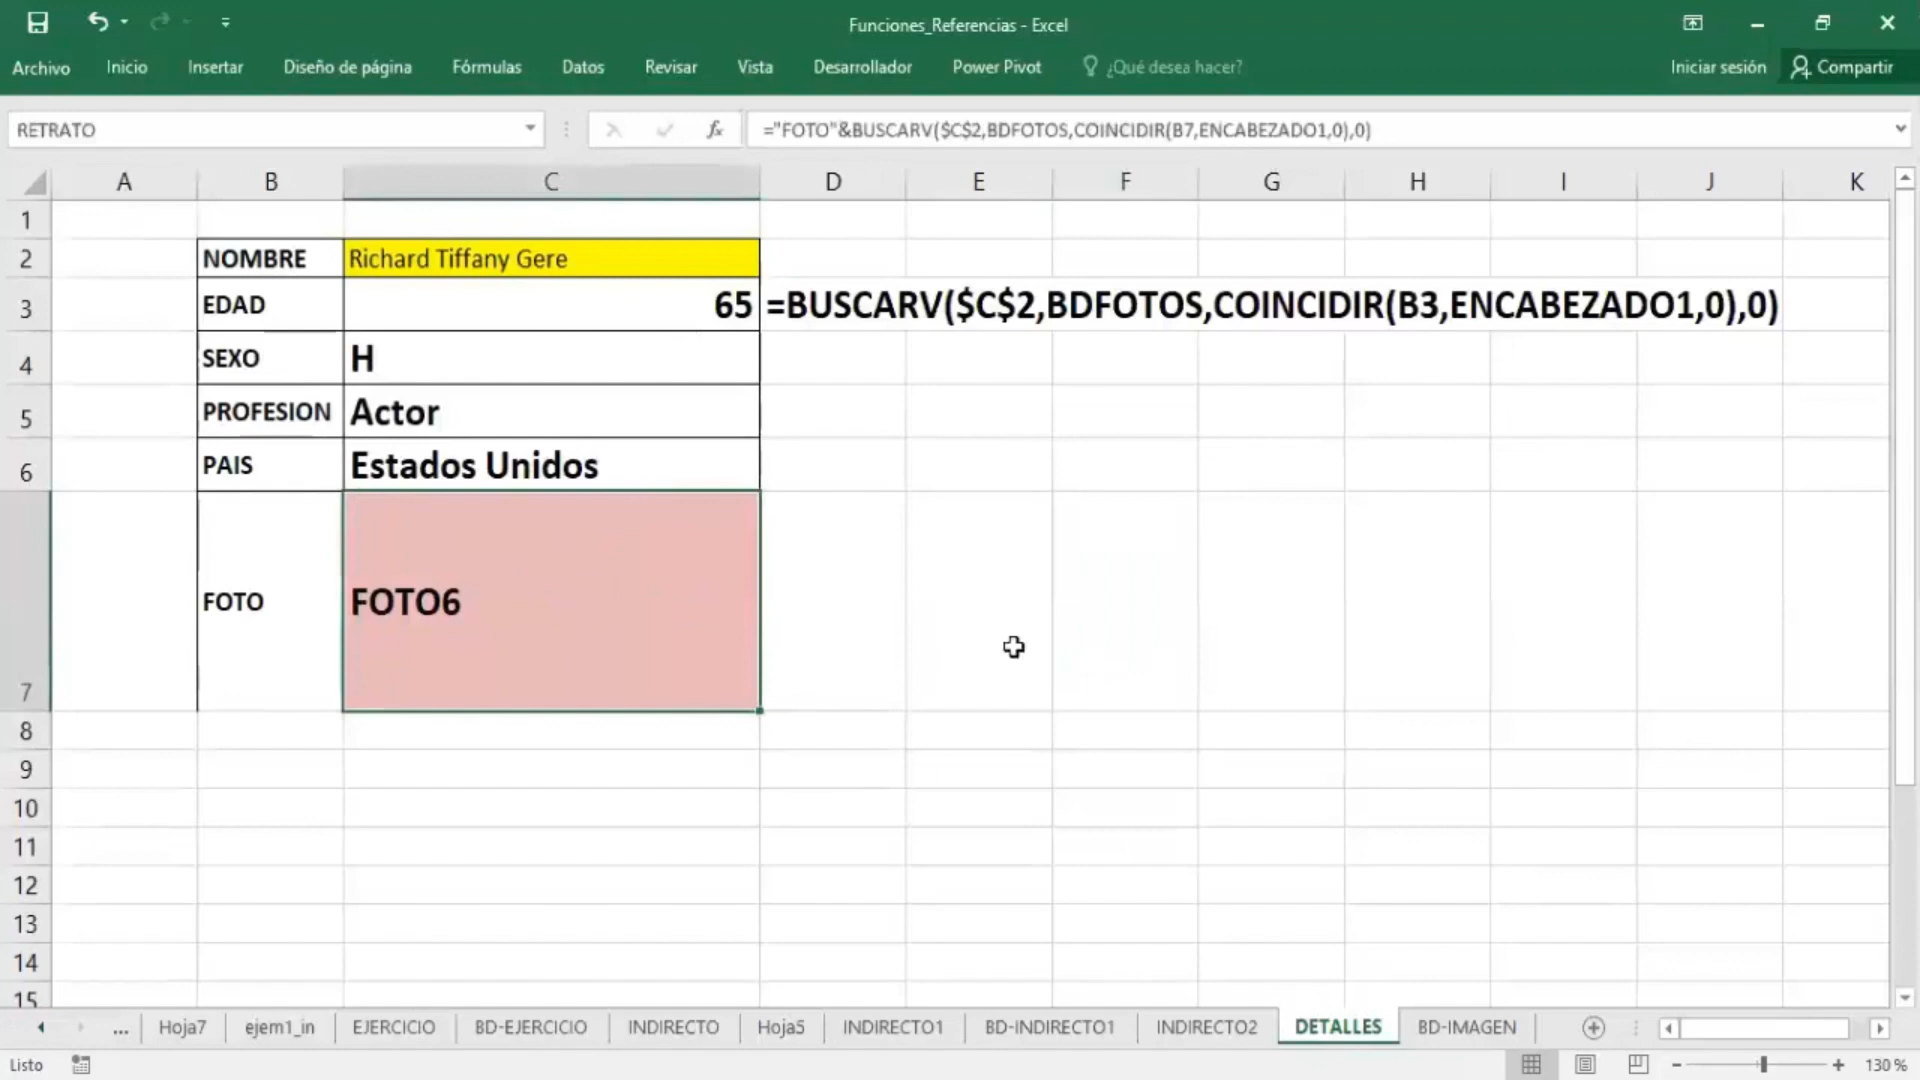 Funciones_Referencias - Excel
Archivo Inicio Insertar Diseño de página Fórmulas Datos Revisar Vista Desarrollador Power Pivot ¿Qué desea hacer? Iniciar sesión Compartir
RETRATO fx ="FOTO"&BUSCARV($C$2,BDFOTOS,COINCIDIR(B7,ENCABEZADO1,0),0)
A B C D E F G H I J K
1
2 NOMBRE Richard Tiffany Gere
3 EDAD 65 =BUSCARV($C$2,BDFOTOS,COINCIDIR(B3,ENCABEZADO1,0),0)
4 SEXO H
5 PROFESION Actor
6 PAIS Estados Unidos
7 FOTO FOTO6
8
9
10
11
12
13
14
15
... Hoja7 ejem1_in EJERCICIO BD-EJERCICIO INDIRECTO Hoja5 INDIRECTO1 BD-INDIRECTO1 INDIRECTO2 DETALLES BD-IMAGEN
Listo 130 %